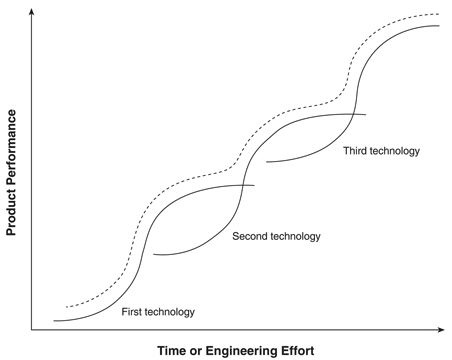 Product Performance
Third technology
Second technology
First technology
Time or Engineering Effort